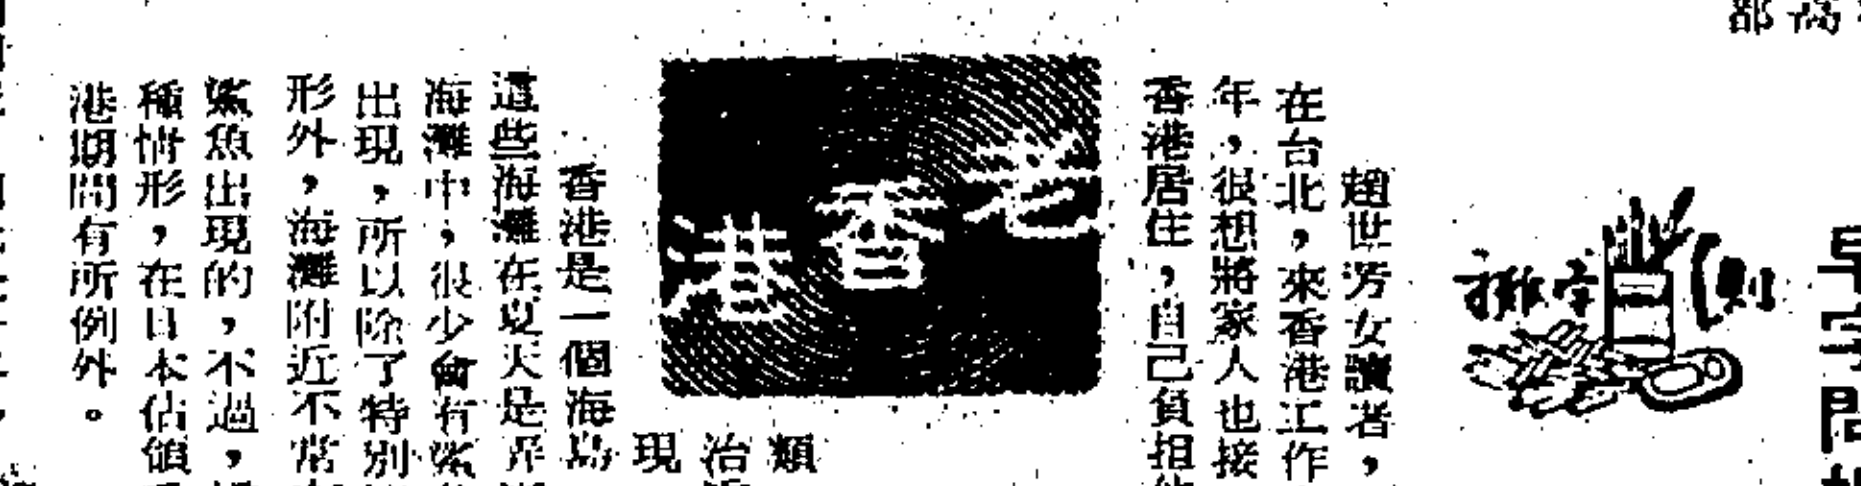 趙世芳女讀者，
在台北，來香港工作
年，很想將家人也接
香港居住，自己負担
老香港
類
治
現
香港是一個海島
這些海灘在夏天是弄
海灘中，很少會有鯊
出現，所以除了特別
形外，海灘附近不常
鯊魚出現的，不過，
種情形，在日本佔領
港期間有所例外。